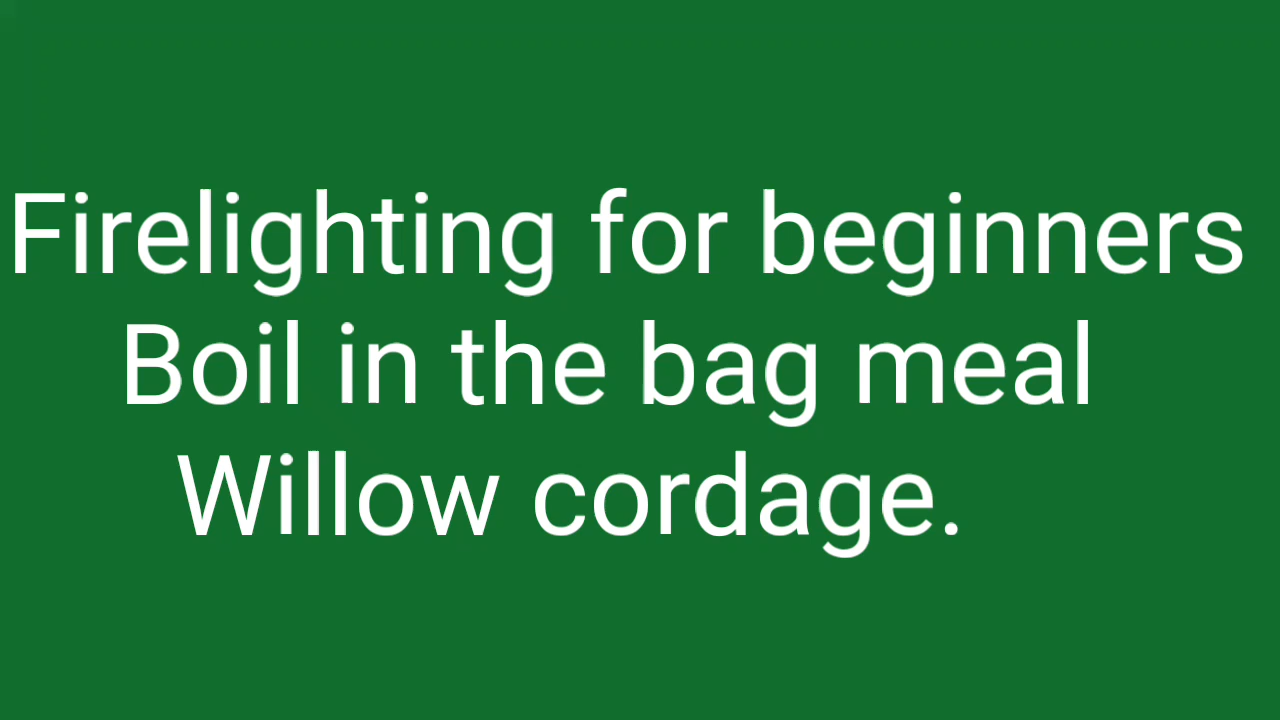 Firelighting for beginners
Boil in the bag meal
Willow cordage.